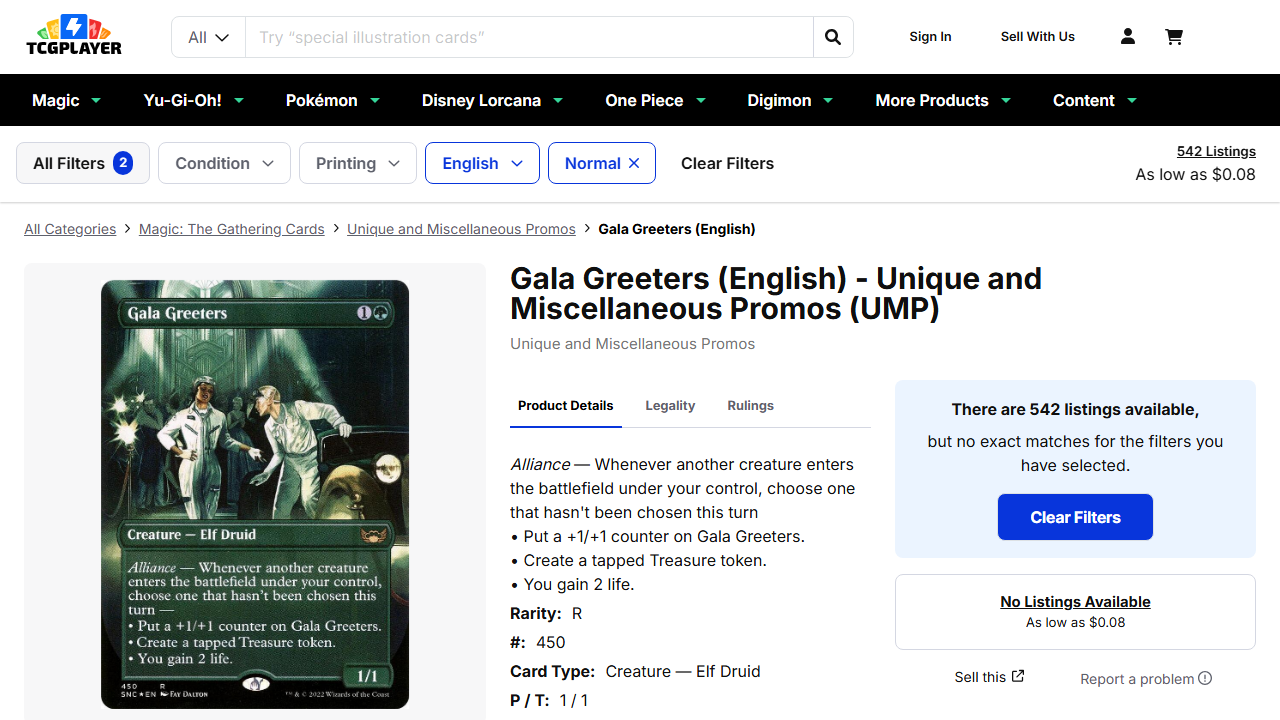 TCGPLAYER
All
Try “special illustration cards”
Sign In
Sell With Us
Magic
Yu-Gi-Oh!
Pokémon
Disney Lorcana
One Piece
Digimon
More Products
Content
All Filters 2
Condition
Printing
English
Normal
Clear Filters
542 Listings
As low as $0.08
All Categories
Magic: The Gathering Cards
Unique and Miscellaneous Promos
Gala Greeters (English)
Gala Greeters 1
Creature — Elf Druid
Alliance — Whenever another creature
enters the battlefield under your control,
choose one that hasn't been chosen this
turn —
• Put a +1/+1 counter on Gala Greeters.
• Create a tapped Treasure token.
• You gain 2 life.
1/1
450 R
SNC ★ EN FAY DALTON
™ & © 2022 Wizards of the Coast
Gala Greeters (English) - Unique and
Miscellaneous Promos (UMP)
Unique and Miscellaneous Promos
Product Details
Legality
Rulings
Alliance — Whenever another creature enters
the battlefield under your control, choose one
that hasn't been chosen this turn
• Put a +1/+1 counter on Gala Greeters.
• Create a tapped Treasure token.
• You gain 2 life.
Rarity: R
#: 450
Card Type: Creature — Elf Druid
P / T: 1 / 1
There are 542 listings available,
but no exact matches for the filters you
have selected.
Clear Filters
No Listings Available
As low as $0.08
Sell this
Report a problem